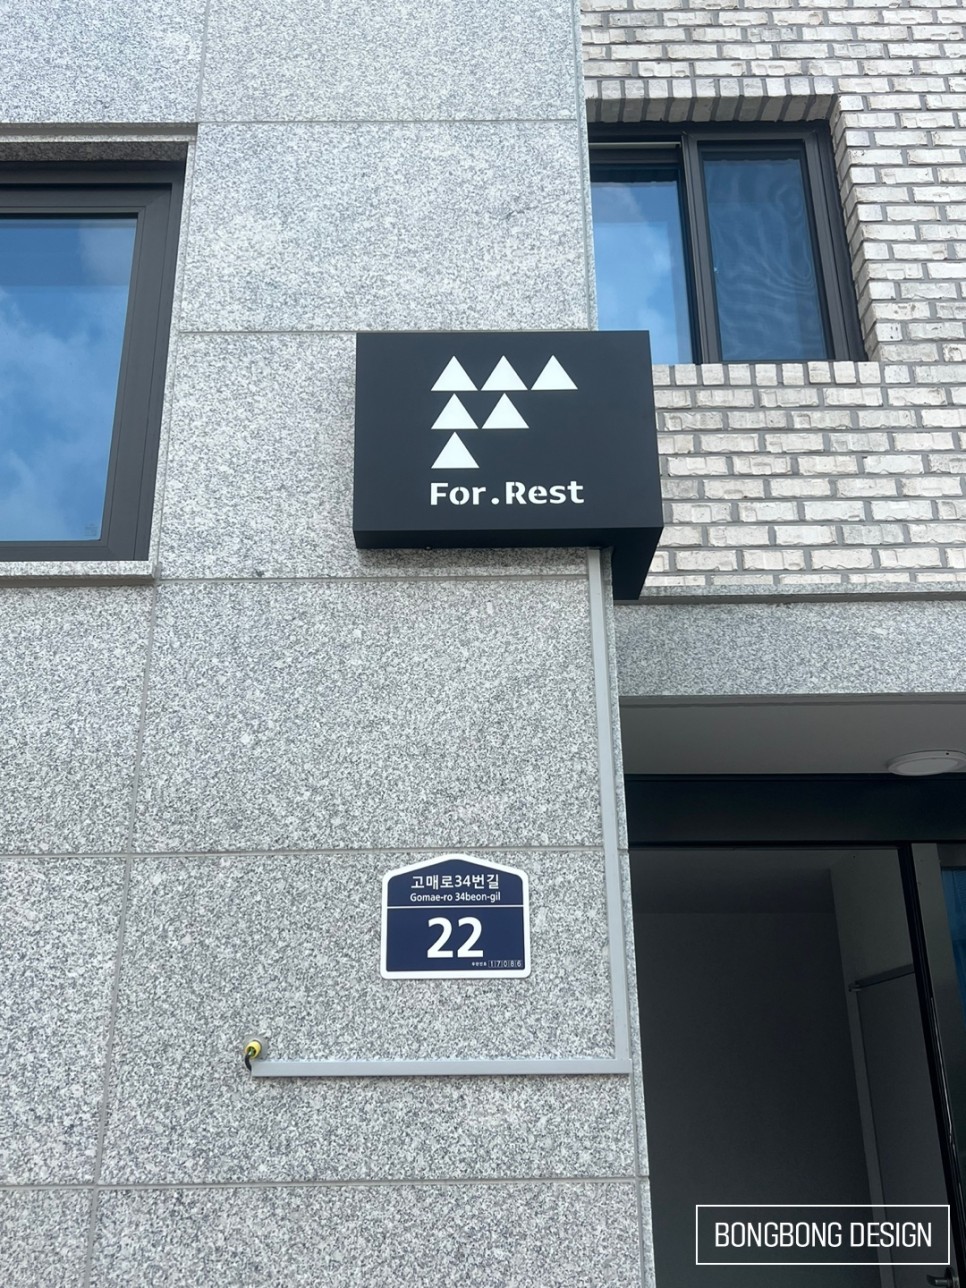 For.Rest
고매로34번길
Gomae-ro 34beon-gil
22
17086
BONGBONG DESIGN